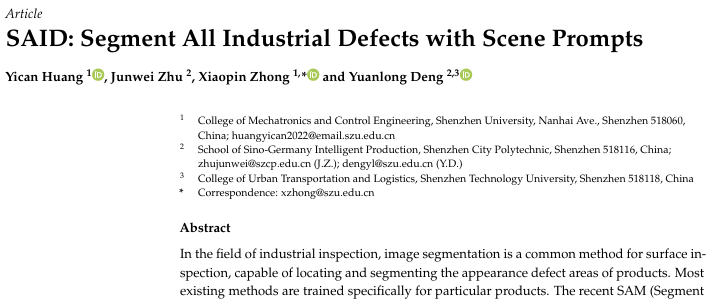 Article
SAID: Segment All Industrial Defects with Scene Prompts
Yican Huang 1, Junwei Zhu 2, Xiaopin Zhong 1,* and Yuanlong Deng 2,3
1 College of Mechatronics and Control Engineering, Shenzhen University, Nanhai Ave., Shenzhen 518060,
China; huangyican2022@email.szu.edu.cn
2 School of Sino-Germany Intelligent Production, Shenzhen City Polytechnic, Shenzhen 518116, China;
zhujunwei@szcp.edu.cn (J.Z.); dengyl@szu.edu.cn (Y.D.)
3 College of Urban Transportation and Logistics, Shenzhen Technology University, Shenzhen 518118, China
* Correspondence: xzhong@szu.edu.cn
Abstract
In the field of industrial inspection, image segmentation is a common method for surface in-
spection, capable of locating and segmenting the appearance defect areas of products. Most
existing methods are trained specifically for particular products. The recent SAM (Segment